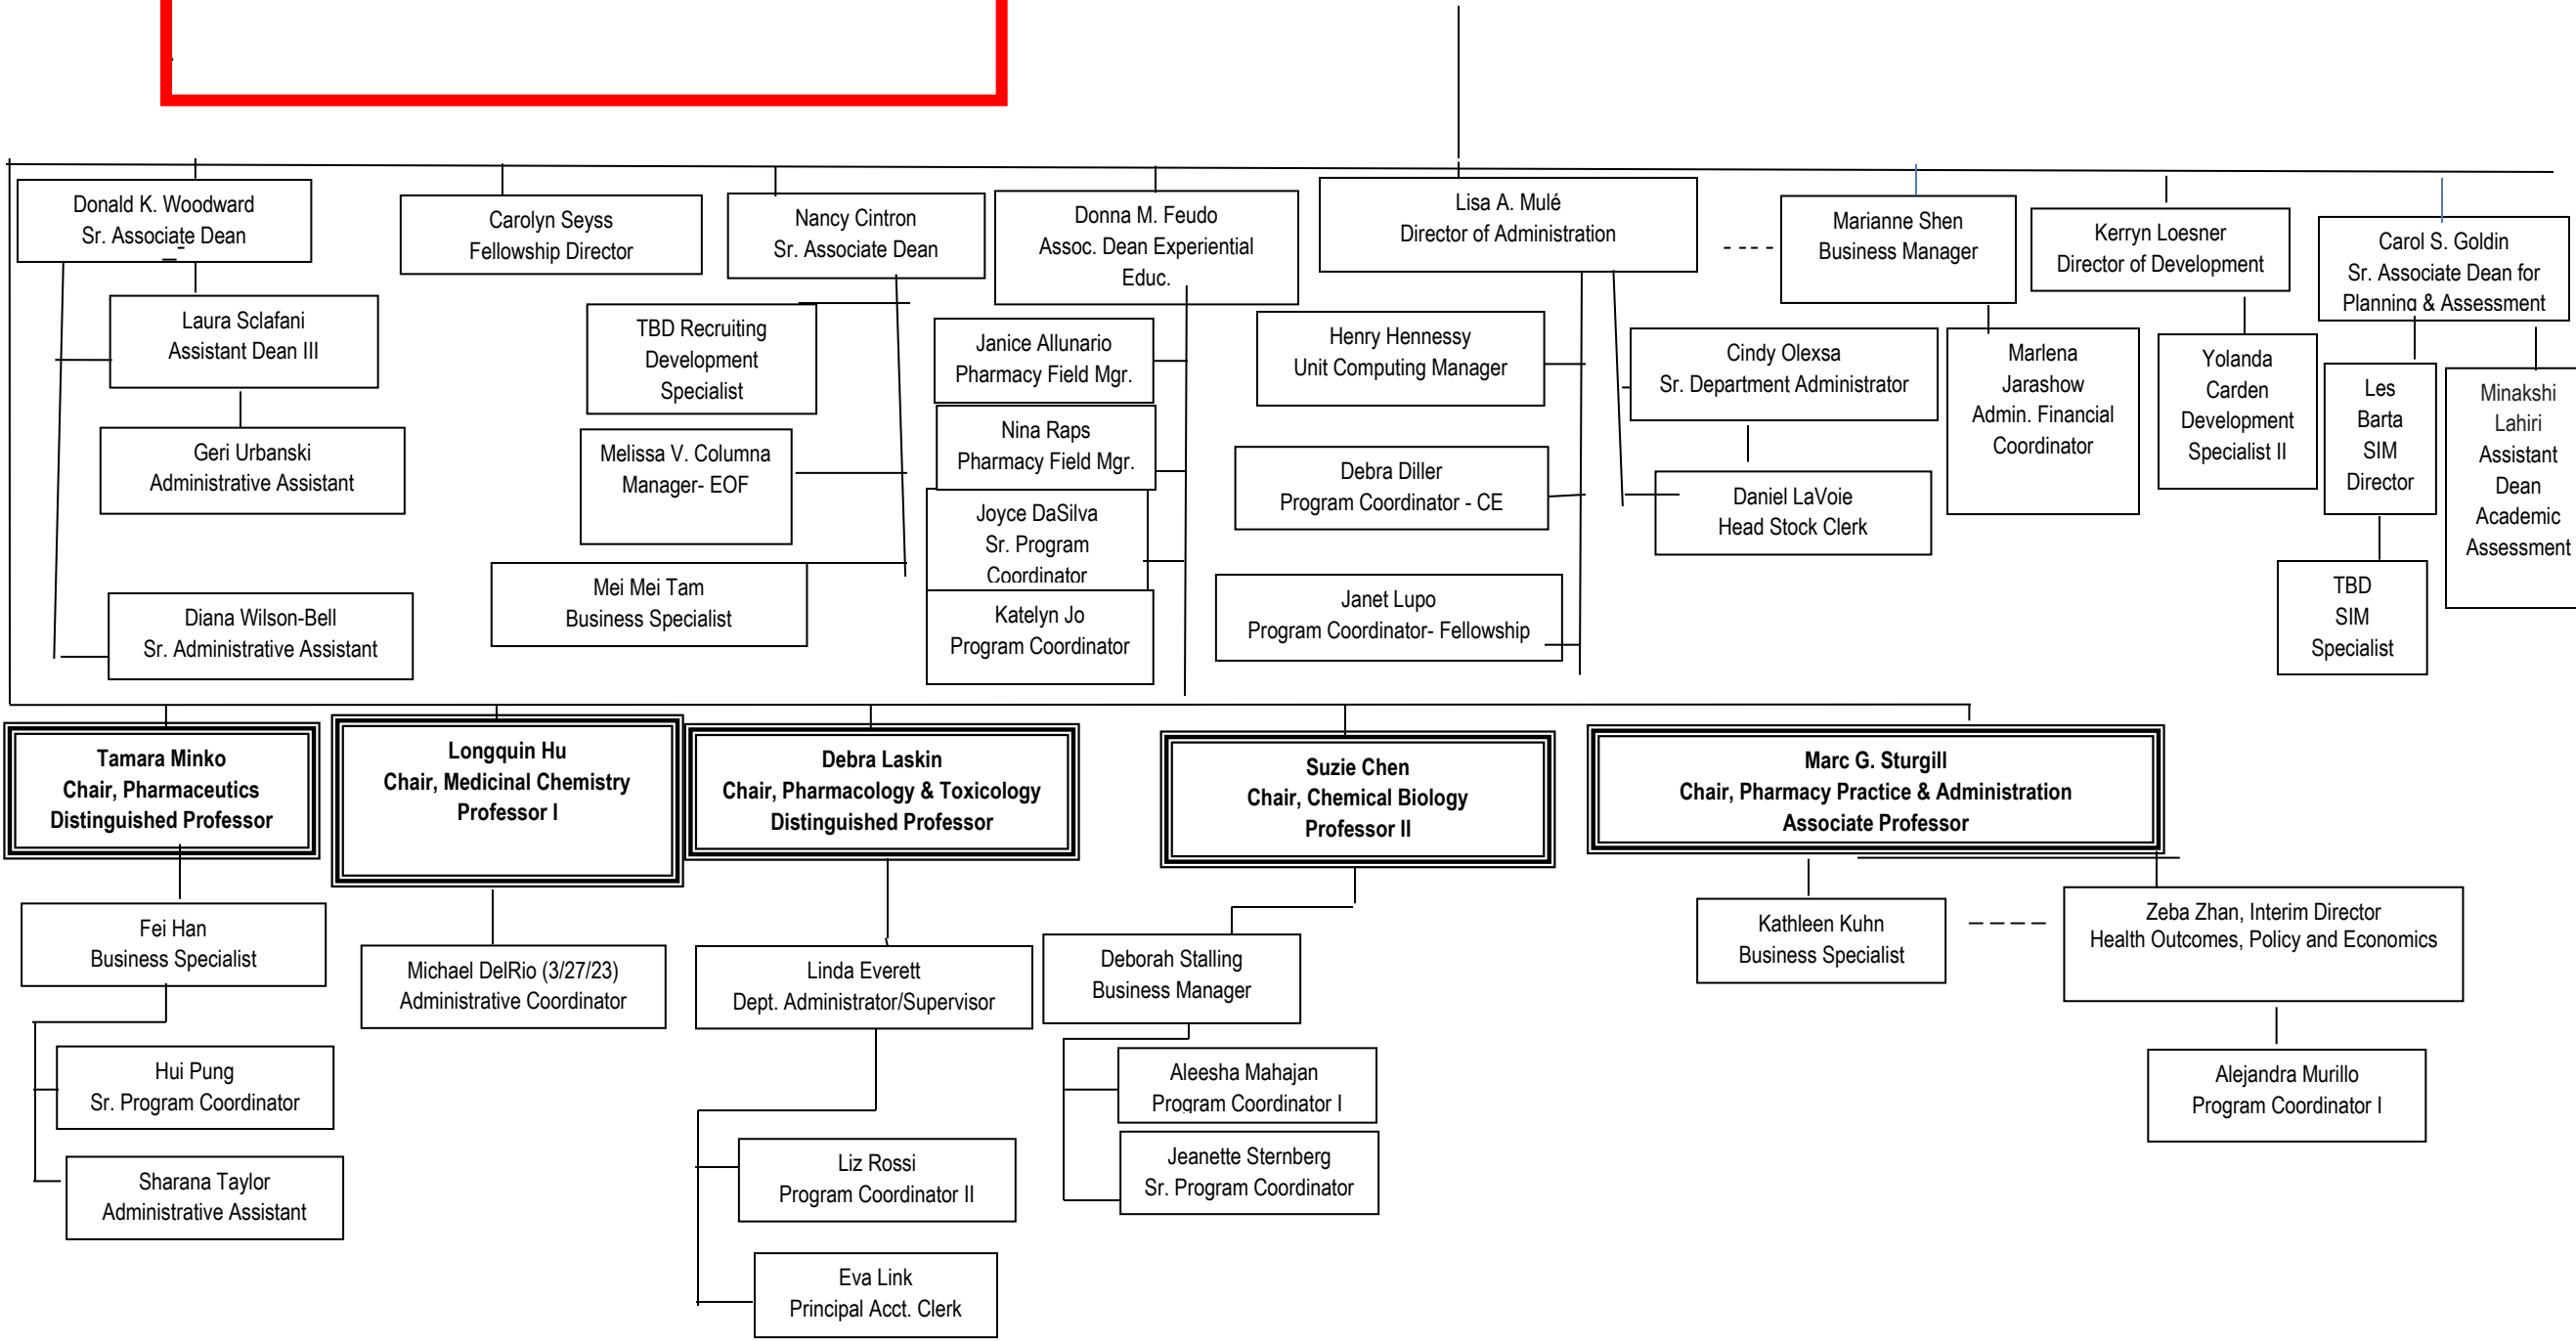 Donald K. Woodward
Sr. Associate Dean
Carolyn Seyss
Fellowship Director
Nancy Cintron
Sr. Associate Dean
Donna M. Feudo
Assoc. Dean Experiential
Educ.
Lisa A. Mulé
Director of Administration
Marianne Shen
Business Manager
Kerryn Loesner
Director of Development
Carol S. Goldin
Sr. Associate Dean for
Planning & Assessment
Laura Sclafani
Assistant Dean III
Geri Urbanski
Administrative Assistant
Diana Wilson-Bell
Sr. Administrative Assistant
TBD Recruiting
Development
Specialist
Melissa V. Columna
Manager- EOF
Mei Mei Tam
Business Specialist
Janice Allunario
Pharmacy Field Mgr.
Nina Raps
Pharmacy Field Mgr.
Joyce DaSilva
Sr. Program
Coordinator
Katelyn Jo
Program Coordinator
Henry Hennessy
Unit Computing Manager
Debra Diller
Program Coordinator - CE
Janet Lupo
Program Coordinator- Fellowship
Cindy Olexsa
Sr. Department Administrator
Daniel LaVoie
Head Stock Clerk
Marlena
Jarashow
Admin. Financial
Coordinator
Yolanda
Carden
Development
Specialist II
Les
Barta
SIM
Director
TBD
SIM
Specialist
Minakshi
Lahiri
Assistant
Dean
Academic
Assessment
Tamara Minko
Chair, Pharmaceutics
Distinguished Professor
Longquin Hu
Chair, Medicinal Chemistry
Professor I
Debra Laskin
Chair, Pharmacology & Toxicology
Distinguished Professor
Suzie Chen
Chair, Chemical Biology
Professor II
Marc G. Sturgill
Chair, Pharmacy Practice & Administration
Associate Professor
Fei Han
Business Specialist
Hui Pung
Sr. Program Coordinator
Sharana Taylor
Administrative Assistant
Michael DelRio (3/27/23)
Administrative Coordinator
Linda Everett
Dept. Administrator/Supervisor
Liz Rossi
Program Coordinator II
Eva Link
Principal Acct. Clerk
Deborah Stalling
Business Manager
Aleesha Mahajan
Program Coordinator I
Jeanette Sternberg
Sr. Program Coordinator
Kathleen Kuhn
Business Specialist
Zeba Zhan, Interim Director
Health Outcomes, Policy and Economics
Alejandra Murillo
Program Coordinator I